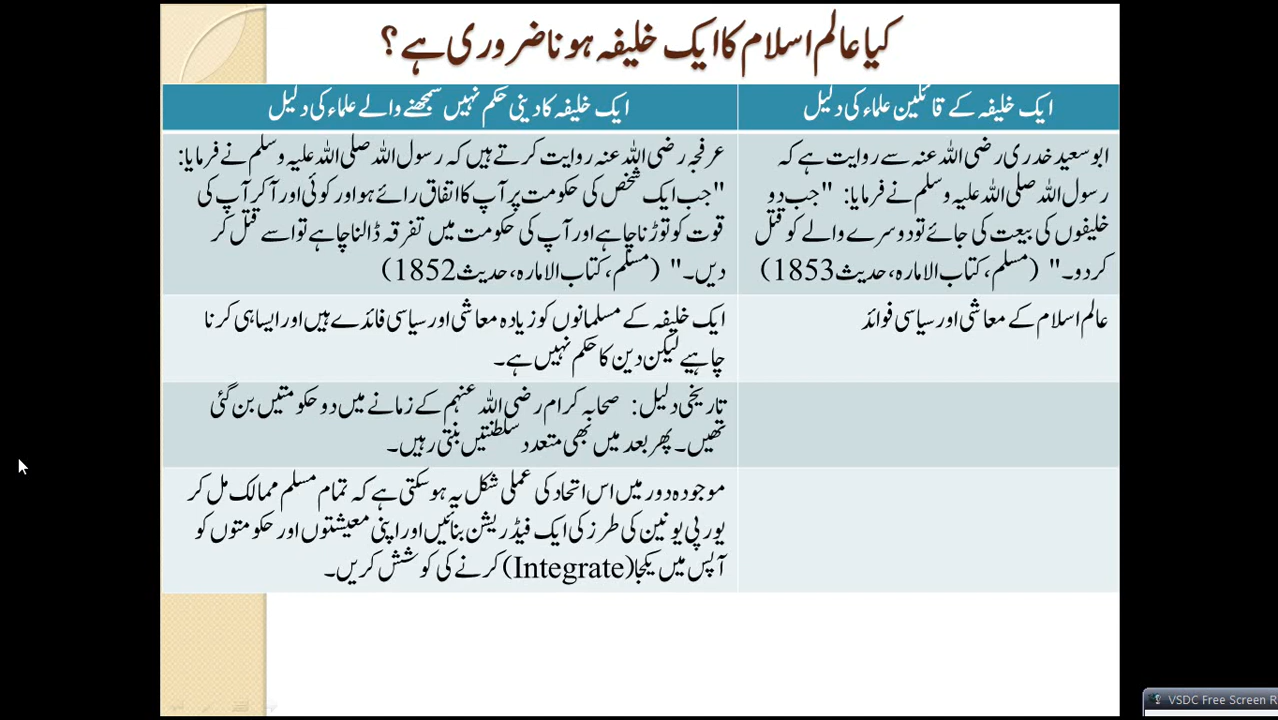 کیا عالم اسلام کا ایک خلیفہ ہونا ضروری ہے؟
ایک خلیفہ کے قائلین علماء کی دلیل
ایک خلیفہ کا دینی حکم نہیں سمجھنے والے علماء کی دلیل
ابو سعید خدری رضی اللہ عنہ سے روایت ہے کہ
رسول اللہ صلی اللہ علیہ وسلم نے فرمایا: "جب دو
خلیفوں کی بیعت کی جائے تو دوسرے والے کو قتل
کر دو۔" (مسلم، کتاب الامارہ، حدیث 1853)
عرفجہ رضی اللہ عنہ روایت کرتے ہیں کہ رسول اللہ صلی اللہ علیہ وسلم نے فرمایا:
"جب ایک شخص کی حکومت پر آپ کا اتفاق رائے ہو اور کوئی اور آ کر آپ کی
قوت کو توڑنا چاہے اور آپ کی حکومت میں تفرقہ ڈالنا چاہے تو اسے قتل کر
دیں۔" (مسلم، کتاب الامارہ، حدیث 1852)
عالم اسلام کے معاشی اور سیاسی فوائد
ایک خلیفہ کے مسلمانوں کو زیادہ معاشی اور سیاسی فائدے ہیں اور ایسا ہی کرنا
چاہیے لیکن دین کا حکم نہیں ہے۔
تاریخی دلیل: صحابہ کرام رضی اللہ عنہم کے زمانے میں دو حکومتیں بن گئی
تھیں۔ پھر بعد میں بھی متعدد سلطنتیں بنتی رہیں۔
موجودہ دور میں اس اتحاد کی عملی شکل یہ ہو سکتی ہے کہ تمام مسلم ممالک مل کر
یورپی یونین کی طرز کی ایک فیڈریشن بنائیں اور اپنی معیشتوں اور حکومتوں کو
آپس میں یکجا (Integrate) کرنے کی کوشش کریں۔
VSDC Free Screen R